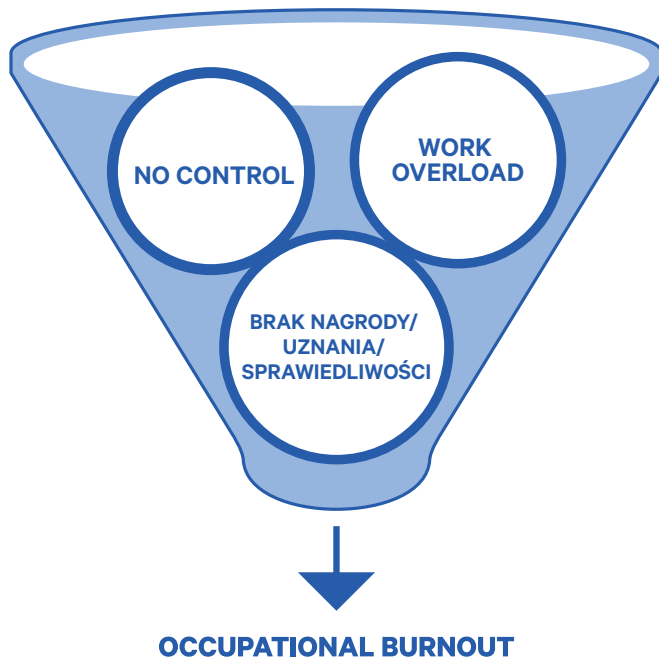 NO CONTROL
WORK
OVERLOAD
BRAK NAGRODY/
UZNANIA/
SPRAWIEDLIWOŚCI
OCCUPATIONAL BURNOUT